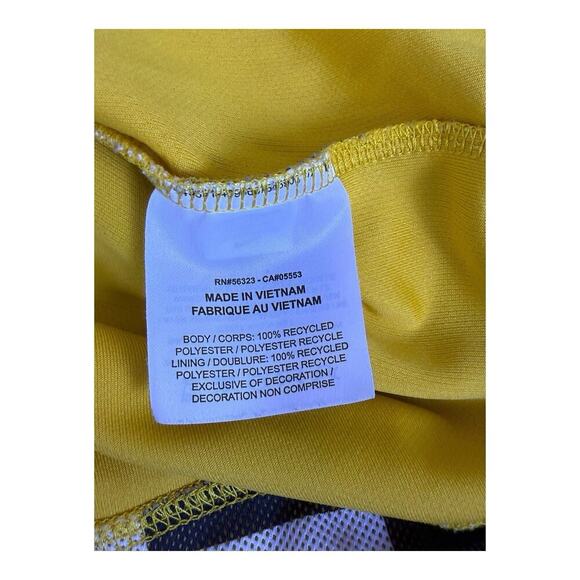 RN#56323 - CA#05553
MADE IN VIETNAM
FABRIQUE AU VIETNAM
BODY / CORPS: 100% RECYCLED
POLYESTER / POLYESTER RECYCLE
LINING / DOUBLURE: 100% RECYCLED
POLYESTER / POLYESTER RECYCLE /
EXCLUSIVE OF DECORATION /
DECORATION NON COMPRISE